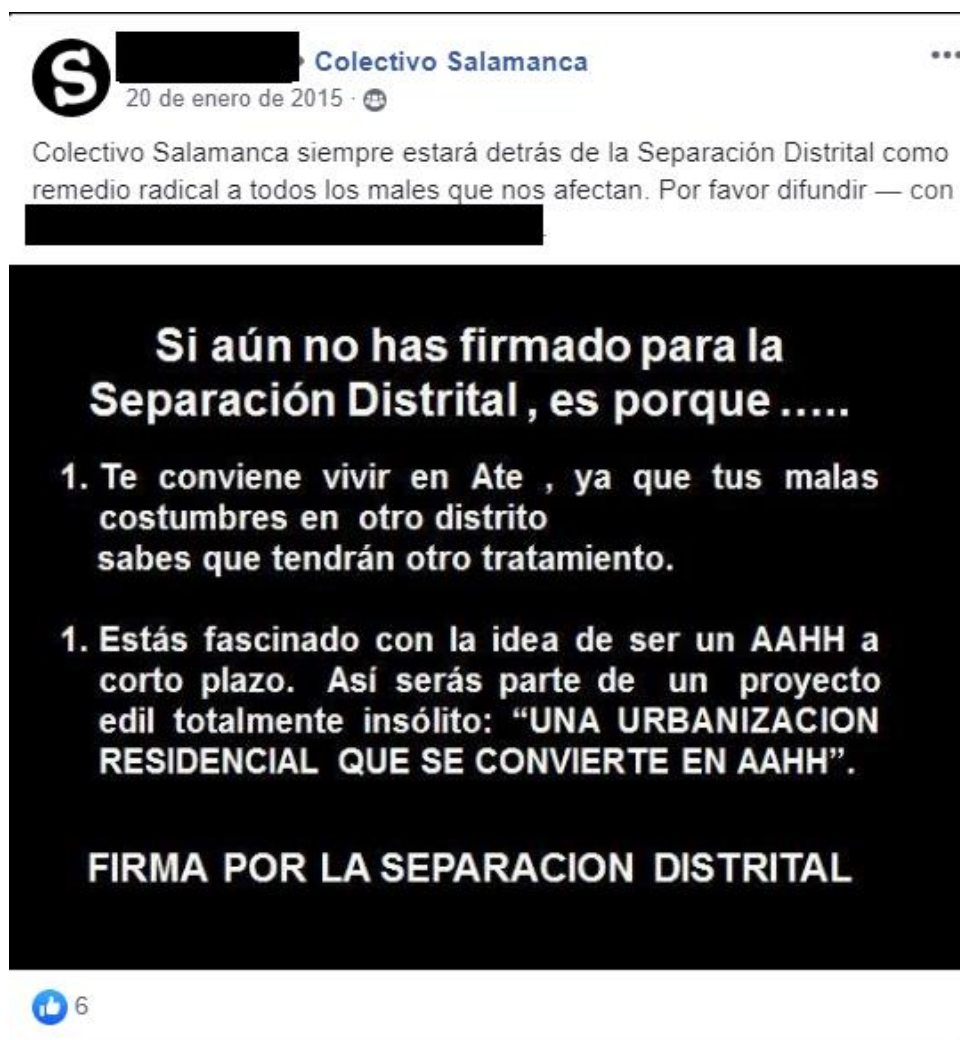 S
Colectivo Salamanca
20 de enero de 2015 ·
Colectivo Salamanca siempre estará detrás de la Separación Distrital como
remedio radical a todos los males que nos afectan. Por favor difundir — con
Si aún no has firmado para la
Separación Distrital , es porque .....
1. Te conviene vivir en Ate , ya que tus malas
costumbres en otro distrito
sabes que tendrán otro tratamiento.
1. Estás fascinado con la idea de ser un AAHH a
corto plazo. Así serás parte de un proyecto
edil totalmente insólito: “UNA URBANIZACION
RESIDENCIAL QUE SE CONVIERTE EN AAHH”.
FIRMA POR LA SEPARACION DISTRITAL
6